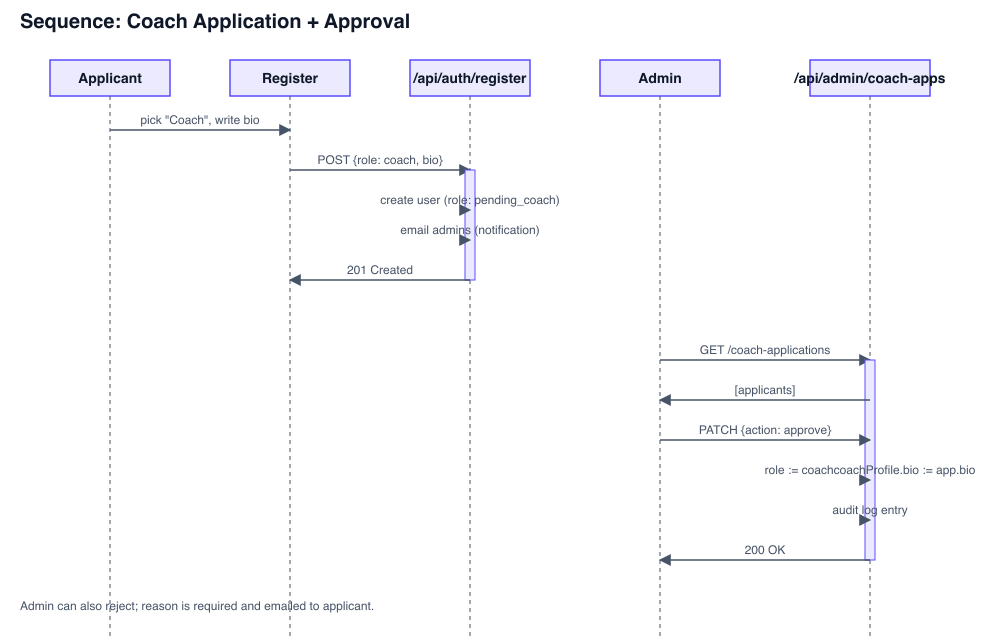 Sequence: Coach Application + Approval
Applicant
Register
/api/auth/register
Admin
/api/admin/coach-apps
pick "Coach", write bio
POST {role: coach, bio}
create user (role: pending_coach)
email admins (notification)
201 Created
GET /coach-applications
[applicants]
PATCH {action: approve}
role := coachcoachProfile.bio := app.bio
audit log entry
200 OK
Admin can also reject; reason is required and emailed to applicant.